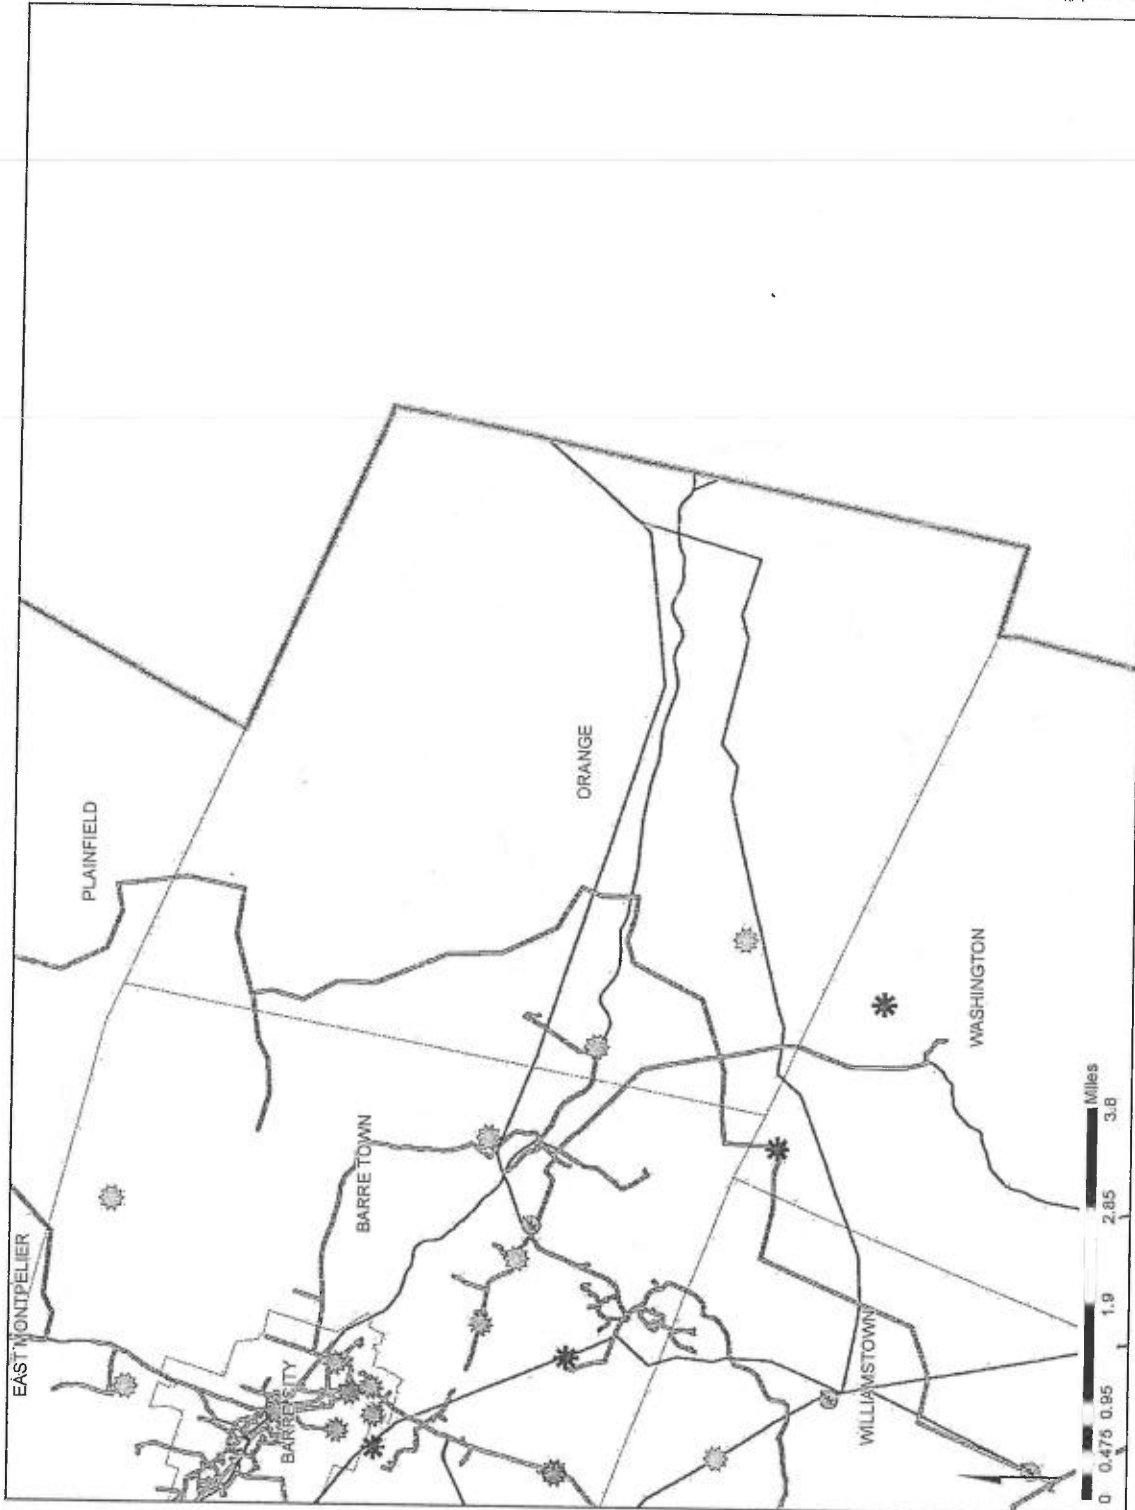 EAST MONTPELIER
PLAINFIELD
BARRE TOWN
BARRE CITY
ORANGE
WASHINGTON
WILLIAMSTOWN
0 0.475 0.95 1.9 2.85 3.8
Miles